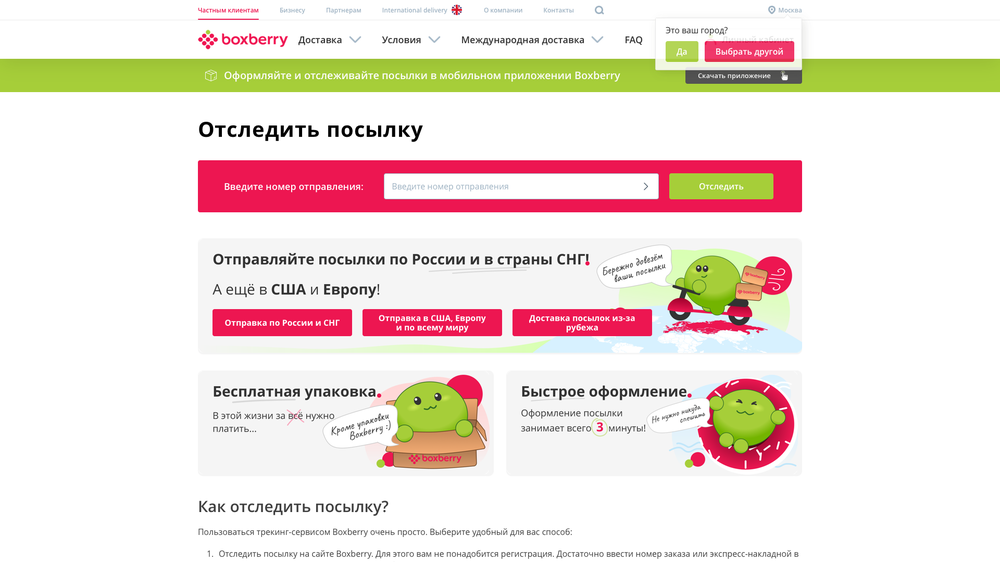 Частным клиентам Бизнесу Партнерам International delivery О компании Контакты Москва
Это ваш город?
Да Выбрать другой
boxberry Доставка Условия Международная доставка FAQ
Оформляйте и отслеживайте посылки в мобильном приложении Boxberry Скачать приложение
Отследить посылку
Введите номер отправления: Введите номер отправления Отследить
Отправляйте посылки по России и в страны СНГ!
А ещё в США и Европу!
Бережно довезём
ваши посылки
boxberry
boxberry
Отправка по России и СНГ
Отправка в США, Европу
и по всему миру
Доставка посылок из-за
рубежа
Бесплатная упаковка
В этой жизни за всё нужно
платить...
Кроме упаковки
Boxberry :)
boxberry
Быстрое оформление
Оформление посылки
занимает всего 3 минуты!
Не нужно никуда
спешить
Как отследить посылку?
Пользоваться трекинг-сервисом Boxberry очень просто. Выберите удобный для вас способ:
1. Отследить посылку на сайте Boxberry. Для этого вам не понадобится регистрация. Достаточно ввести номер заказа или экспресс-накладной в